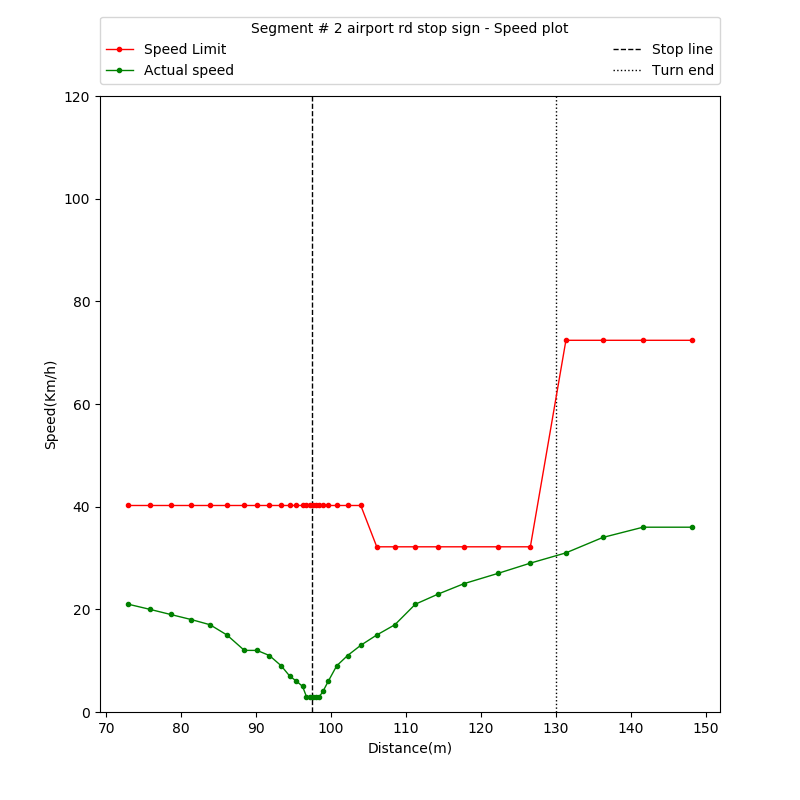 Segment # 2 airport rd stop sign - Speed plot
Speed Limit
Actual speed
Stop line
Turn end
120
100
80
60
40
20
0
Speed(Km/h)
70 80 90 100 110 120 130 140 150
Distance(m)